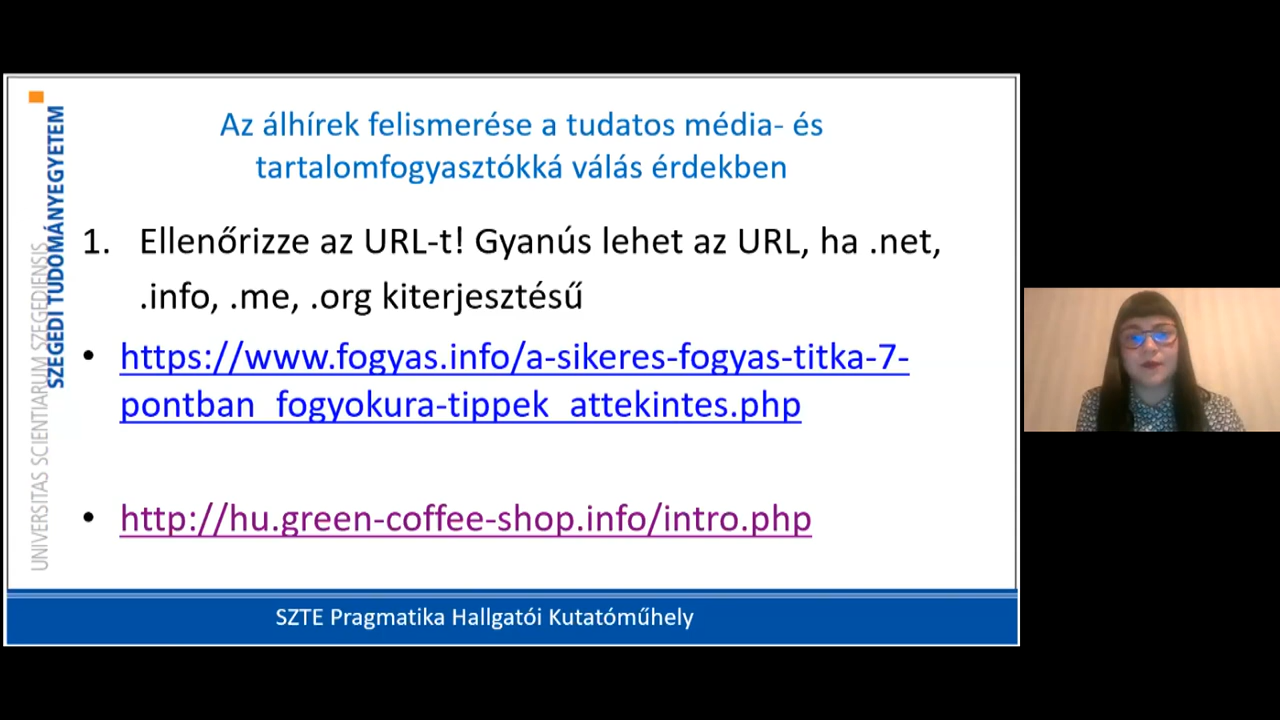 Az álhírek felismerése a tudatos média- és
tartalomfogyasztókká válás érdekben
1. Ellenőrizze az URL-t! Gyanús lehet az URL, ha .net,
.info, .me, .org kiterjesztésű
• https://www.fogyas.info/a-sikeres-fogyas-titka-7-
pontban_fogyokura-tippek_attekintes.php
• http://hu.green-coffee-shop.info/intro.php
UNIVERSITAS SCIENTIARUM SZEGEDIENSIS
SZEGEDI TUDOMÁNYEGYETEM
SZTE Pragmatika Hallgatói Kutatóműhely